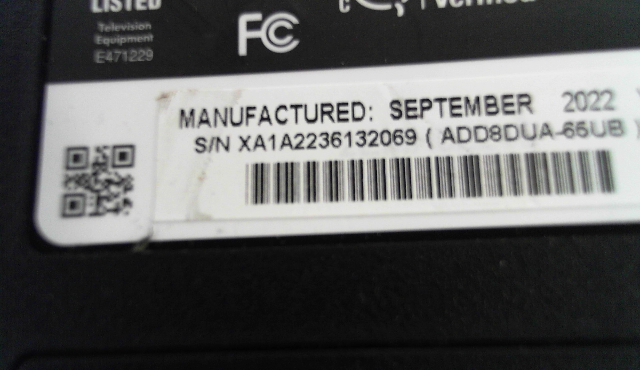 LISTED
Television
Equipment
E471229
FC
Verified
MANUFACTURED: SEPTEMBER 2022
S/N XA1A2236132069 ( ADD8DUA-65UB )